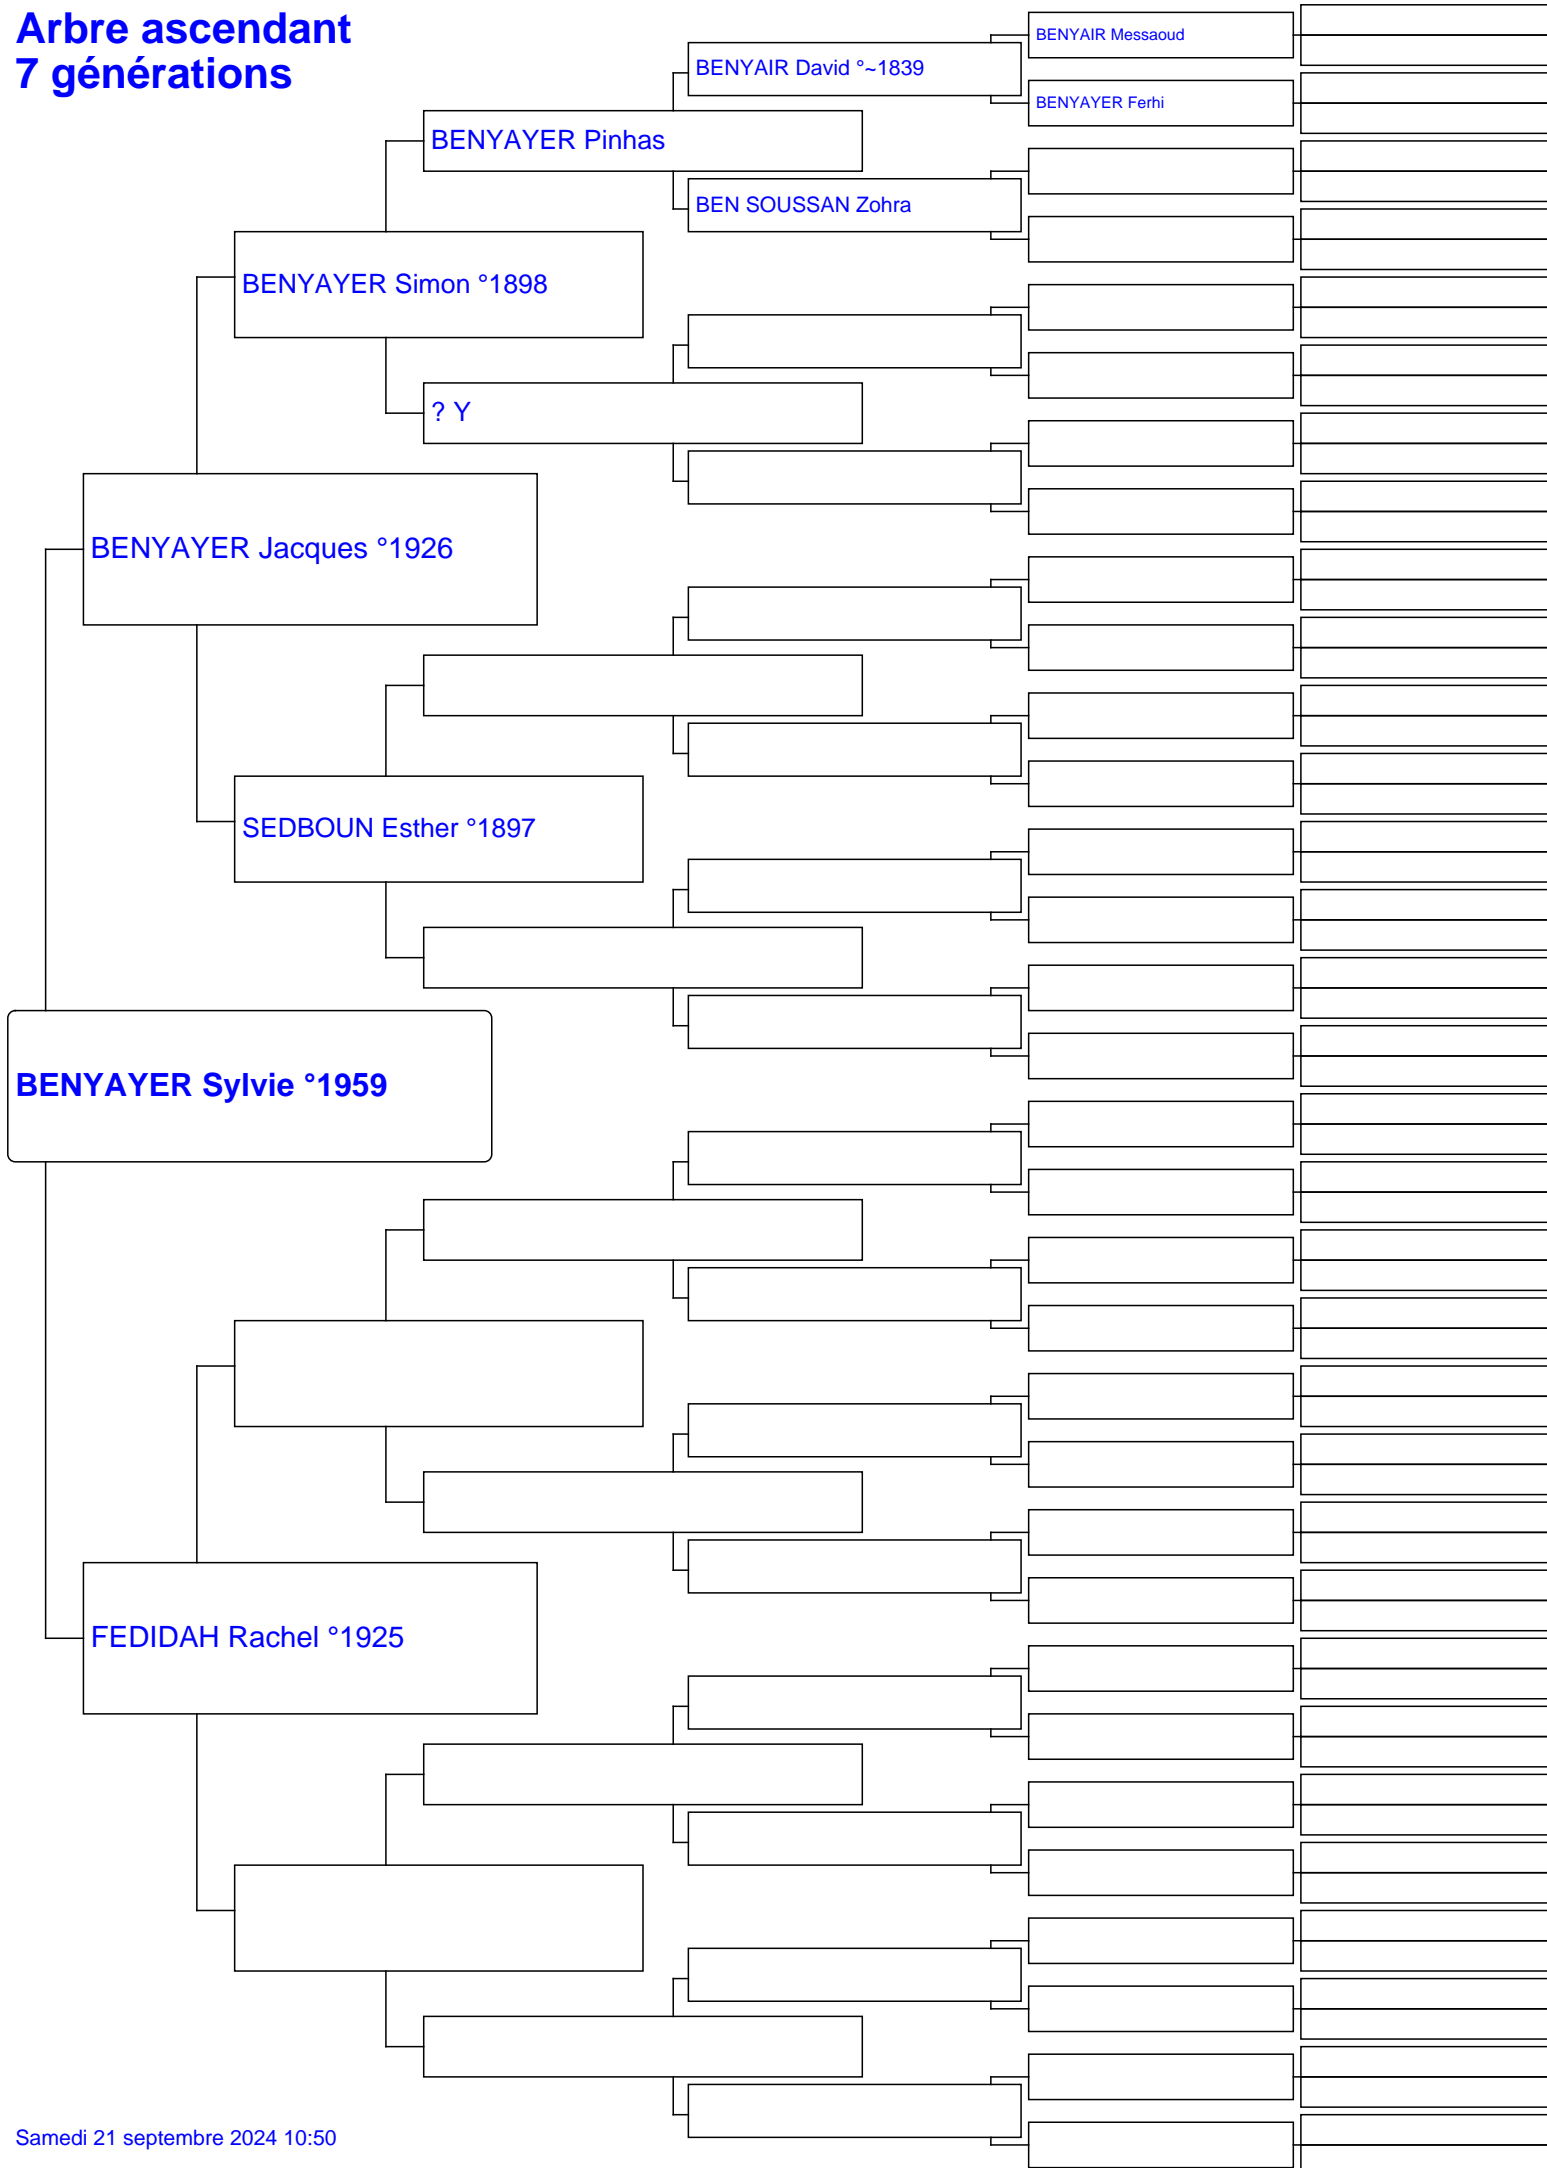 Arbre ascendant
7 générations
BENYAIR Messaoud
BENYAIR David °~1839
BENYAYER Ferhi
BENYAYER Pinhas
BEN SOUSSAN Zohra
BENYAYER Simon °1898
? Y
BENYAYER Jacques °1926
SEDBOUN Esther °1897
BENYAYER Sylvie °1959
FEDIDAH Rachel °1925
Samedi 21 septembre 2024 10:50